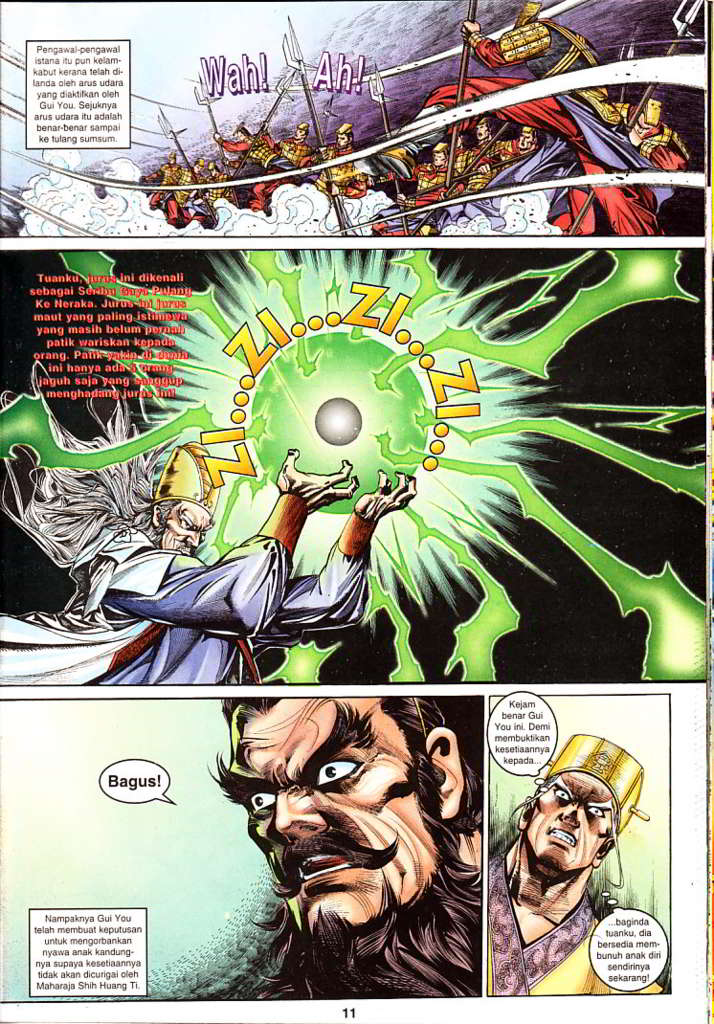 Pengawal-pengawal
istana itu pun kelam-
kabut kerana telah di-
landa oleh arus udara
yang diaktifkan oleh
Gui You. Sejuknya
arus udara itu adalah
benar-benar sampai
ke tulang sumsum.
Wah! Ah!
Tuanku, jurus ini dikenali
sebagai Seribu Gaya Pulang
Ke Neraka. Jurus ini jurus
maut yang paling istimewa
yang masih belum pernah
patik wariskan kepada
orang. Patik yakin di dunia
ini hanya ada 5 orang
jaguh saja yang sanggup
menghadang jurus ini!
ZI...ZI...ZI...ZI...
Bagus!
Nampaknya Gui You
telah membuat keputusan
untuk mengorbankan
nyawa anak kandung-
nya supaya kesetiaannya
tidak akan dicurigai oleh
Maharaja Shih Huang Ti.
Kejam
benar Gui
You ini. Demi
membuktikan
kesetiaannya
kepada...
...baginda
tuanku, dia
bersedia mem-
bunuh anak diri
sendirinya
sekarang!
11